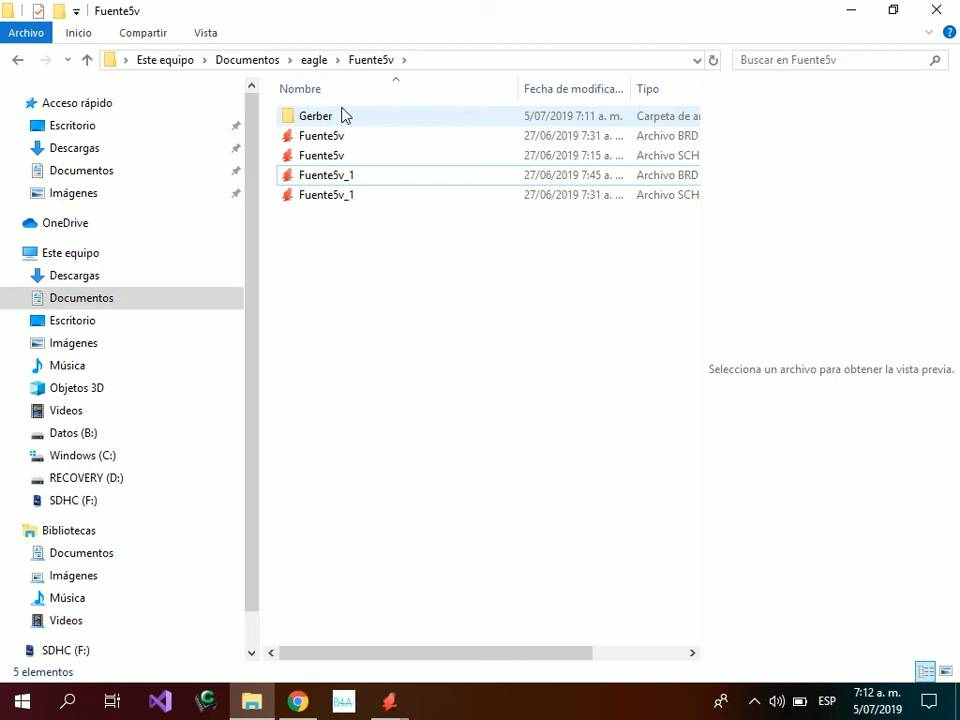 Fuente5v
Archivo Inicio Compartir Vista
Este equipo Documentos eagle Fuente5v Buscar en Fuente5v
Nombre Fecha de modifica... Tipo
Acceso rápido
Escritorio
Descargas
Documentos
Imágenes
OneDrive
Este equipo
Descargas
Documentos
Escritorio
Imágenes
Música
Objetos 3D
Videos
Datos (B:)
Windows (C:)
RECOVERY (D:)
SDHC (F:)
Bibliotecas
Documentos
Imágenes
Música
Videos
SDHC (F:)
Gerber 5/07/2019 7:11 a. m. Carpeta de ar
Fuente5v 27/06/2019 7:31 a. ... Archivo BRD
Fuente5v 27/06/2019 7:15 a. ... Archivo SCH
Fuente5v_1 27/06/2019 7:45 a. ... Archivo BRD
Fuente5v_1 27/06/2019 7:31 a. ... Archivo SCH
Selecciona un archivo para obtener la vista previa.
5 elementos
B4A
ESP
7:12 a. m.
5/07/2019